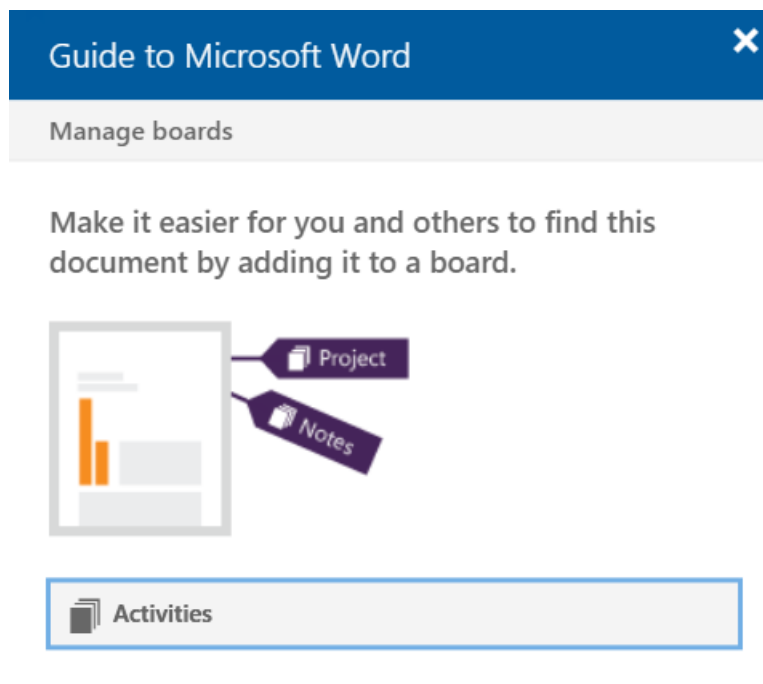 Guide to Microsoft Word
Manage boards
Make it easier for you and others to find this
document by adding it to a board.
Project
Notes
Activities